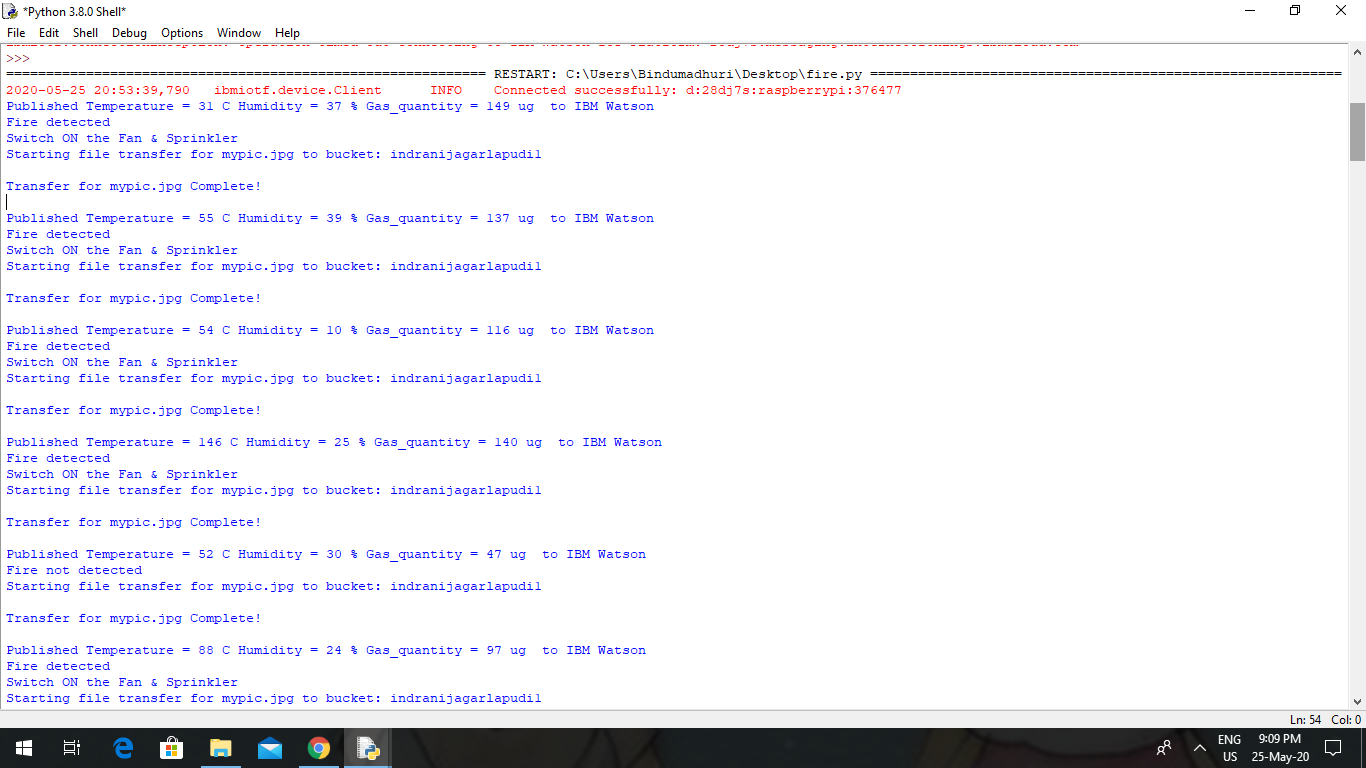 *Python 3.8.0 Shell*
File Edit Shell Debug Options Window Help
>>>
============================================================ RESTART: C:\Users\Bindumadhuri\Desktop\fire.py ===========================================================
2020-05-25 20:53:39,790 ibmiotf.device.Client INFO Connected successfully: d:28dj7s:raspberrypi:376477
Published Temperature = 31 C Humidity = 37 % Gas_quantity = 149 ug to IBM Watson
Fire detected
Switch ON the Fan & Sprinkler
Starting file transfer for mypic.jpg to bucket: indranijagarlapudi1
Transfer for mypic.jpg Complete!
Published Temperature = 55 C Humidity = 39 % Gas_quantity = 137 ug to IBM Watson
Fire detected
Switch ON the Fan & Sprinkler
Starting file transfer for mypic.jpg to bucket: indranijagarlapudi1
Transfer for mypic.jpg Complete!
Published Temperature = 54 C Humidity = 10 % Gas_quantity = 116 ug to IBM Watson
Fire detected
Switch ON the Fan & Sprinkler
Starting file transfer for mypic.jpg to bucket: indranijagarlapudi1
Transfer for mypic.jpg Complete!
Published Temperature = 146 C Humidity = 25 % Gas_quantity = 140 ug to IBM Watson
Fire detected
Switch ON the Fan & Sprinkler
Starting file transfer for mypic.jpg to bucket: indranijagarlapudi1
Transfer for mypic.jpg Complete!
Published Temperature = 52 C Humidity = 30 % Gas_quantity = 47 ug to IBM Watson
Fire not detected
Starting file transfer for mypic.jpg to bucket: indranijagarlapudi1
Transfer for mypic.jpg Complete!
Published Temperature = 88 C Humidity = 24 % Gas_quantity = 97 ug to IBM Watson
Fire detected
Switch ON the Fan & Sprinkler
Starting file transfer for mypic.jpg to bucket: indranijagarlapudi1
Ln: 54 Col: 0
ENG 9:09 PM
US 25-May-20